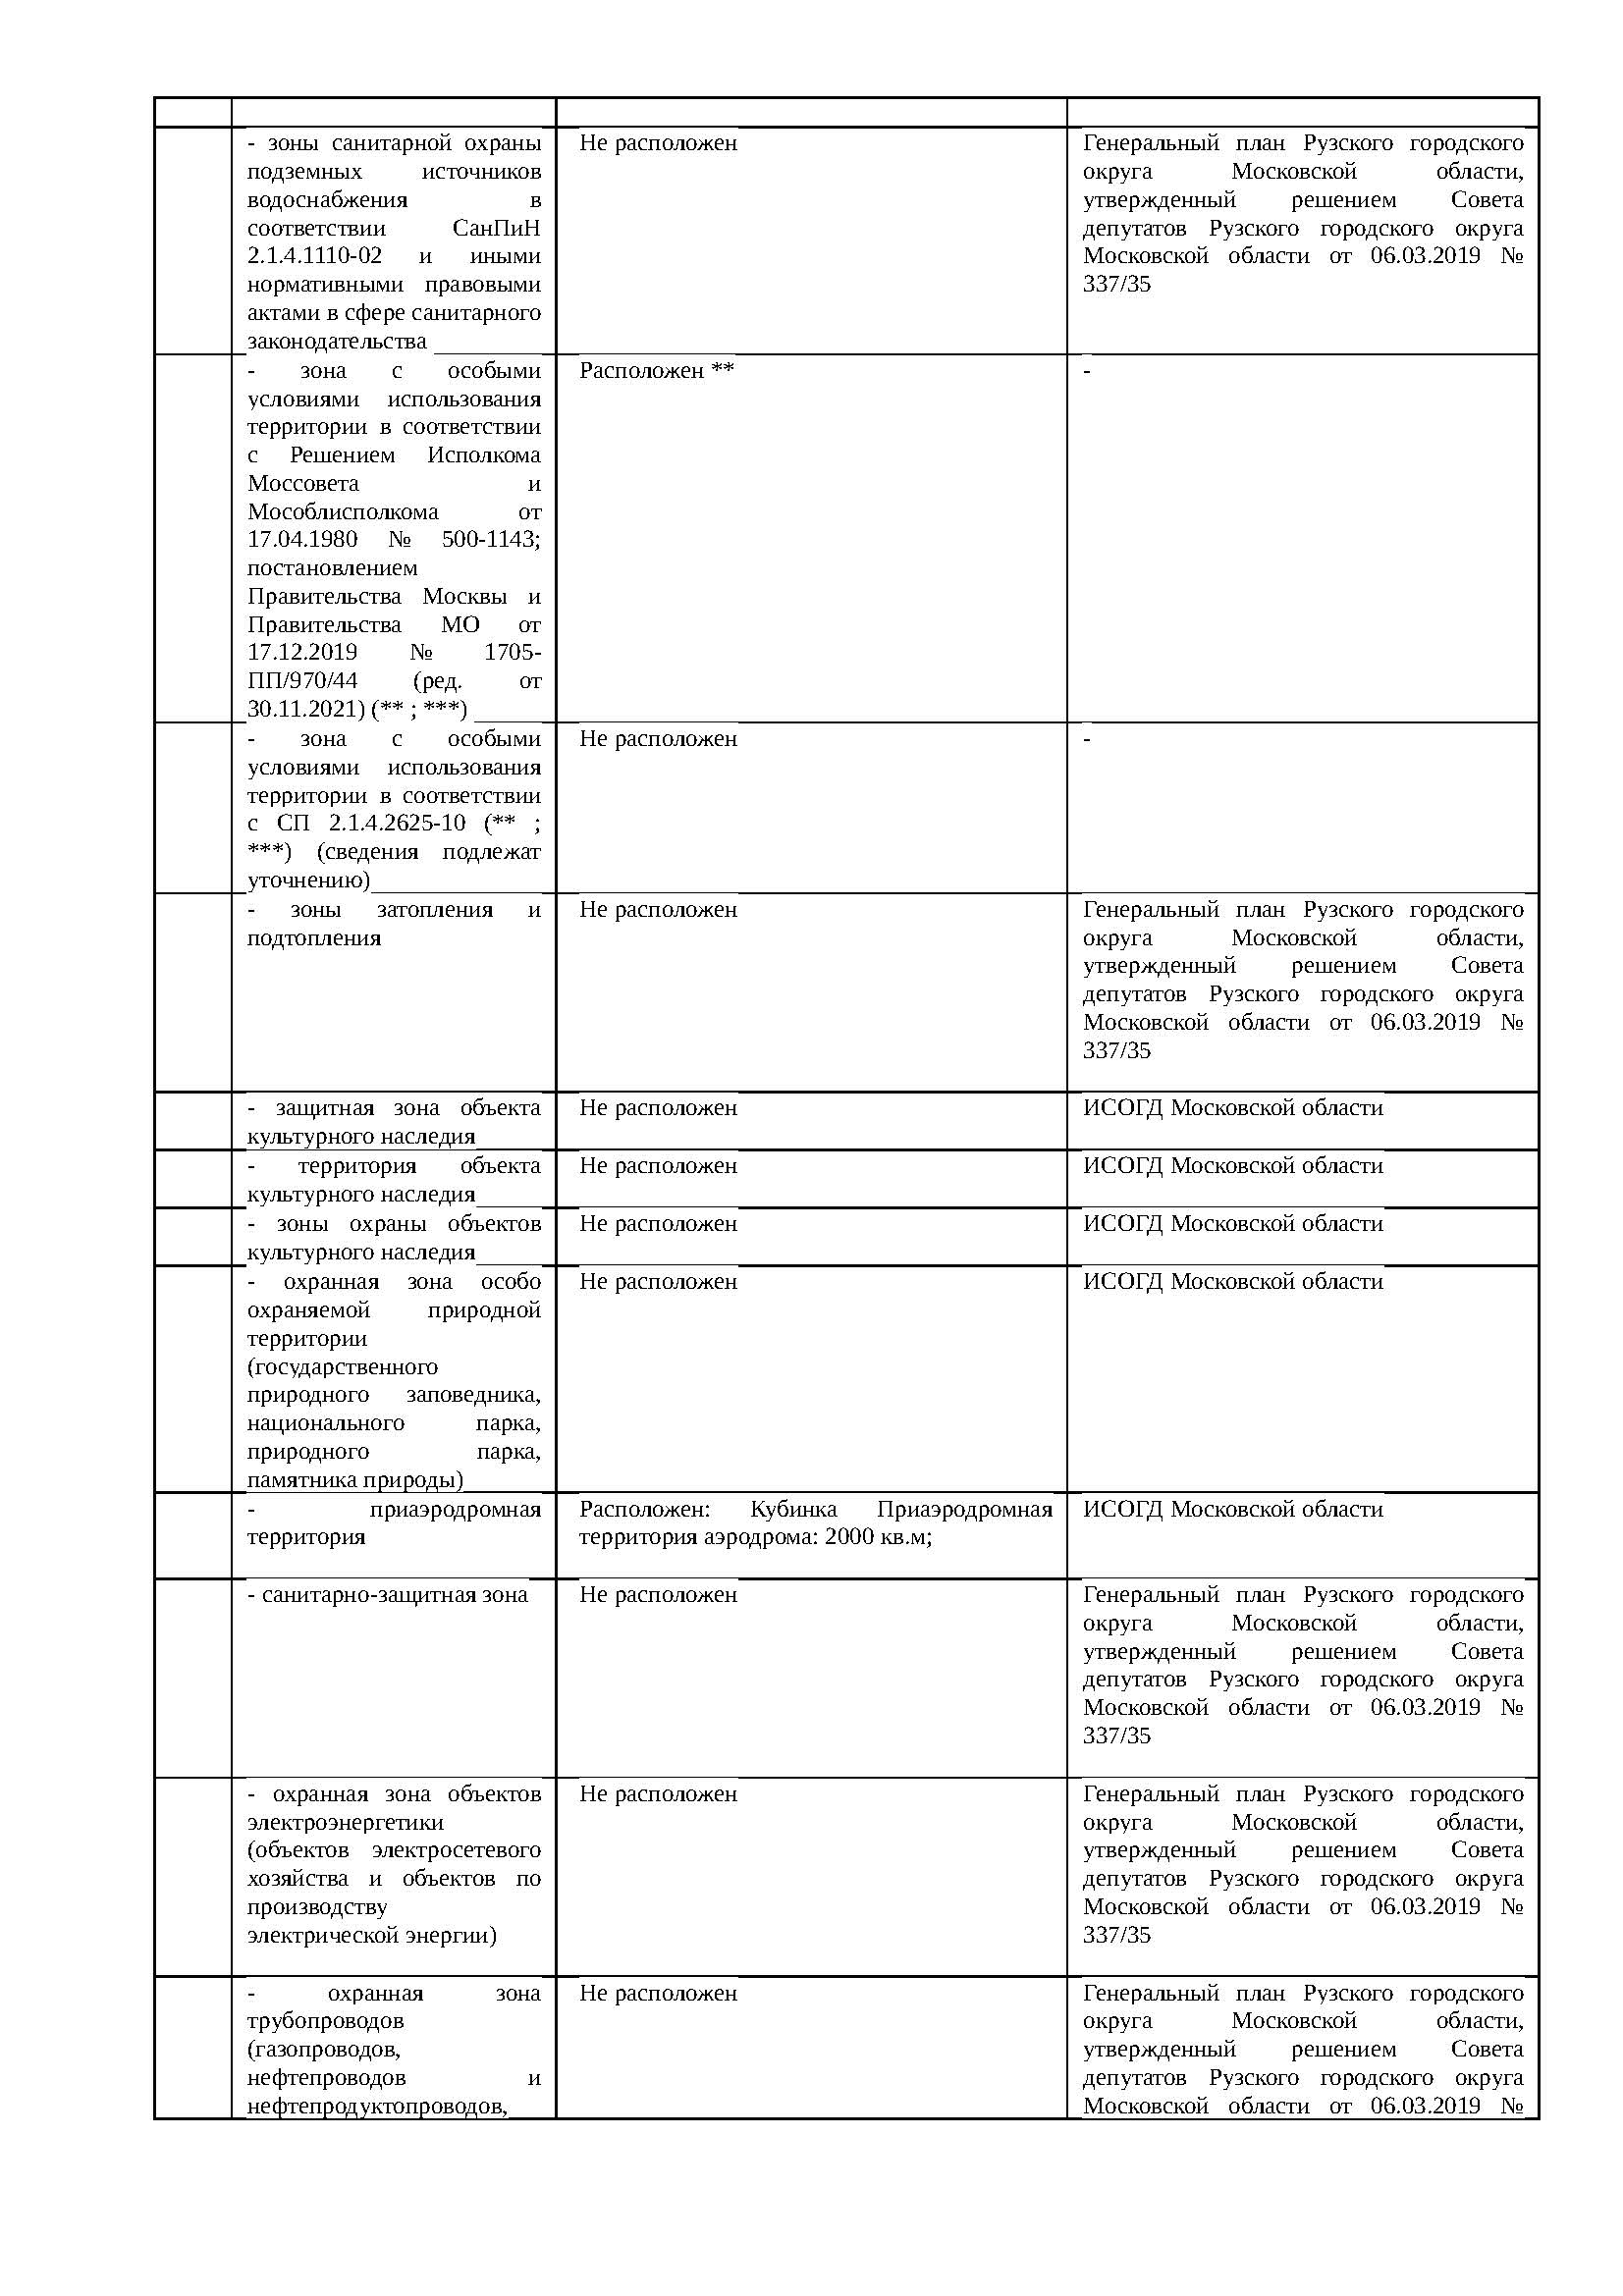 - зоны санитарной охраны
подземных источников
водоснабжения в
соответствии СанПиН
2.1.4.1110-02 и иными
нормативными правовыми
актами в сфере санитарного
законодательства
Не расположен
Генеральный план Рузского городского
округа Московской области,
утвержденный решением Совета
депутатов Рузского городского округа
Московской области от 06.03.2019 №
337/35
- зона с особыми
условиями использования
территории в соответствии
с Решением Исполкома
Моссовета и
Мособлисполкома от
17.04.1980 № 500-1143;
постановлением
Правительства Москвы и
Правительства МО от
17.12.2019 № 1705-
ПП/970/44 (ред. от
30.11.2021) (** ; ***)
Расположен **
-
- зона с особыми
условиями использования
территории в соответствии
с СП 2.1.4.2625-10 (** ;
***) (сведения подлежат
уточнению)
Не расположен
-
- зоны затопления и
подтопления
Не расположен
Генеральный план Рузского городского
округа Московской области,
утвержденный решением Совета
депутатов Рузского городского округа
Московской области от 06.03.2019 №
337/35
- защитная зона объекта
культурного наследия
Не расположен
ИСОГД Московской области
- территория объекта
культурного наследия
Не расположен
ИСОГД Московской области
- зоны охраны объектов
культурного наследия
Не расположен
ИСОГД Московской области
- охранная зона особо
охраняемой природной
территории
(государственного
природного заповедника,
национального парка,
природного парка,
памятника природы)
Не расположен
ИСОГД Московской области
- приаэродромная
территория
Расположен: Кубинка Приаэродромная
территория аэродрома: 2000 кв.м;
ИСОГД Московской области
- санитарно-защитная зона
Не расположен
Генеральный план Рузского городского
округа Московской области,
утвержденный решением Совета
депутатов Рузского городского округа
Московской области от 06.03.2019 №
337/35
- охранная зона объектов
электроэнергетики
(объектов электросетевого
хозяйства и объектов по
производству
электрической энергии)
Не расположен
Генеральный план Рузского городского
округа Московской области,
утвержденный решением Совета
депутатов Рузского городского округа
Московской области от 06.03.2019 №
337/35
- охранная зона
трубопроводов
(газопроводов,
нефтепроводов и
нефтепродуктопроводов,
Не расположен
Генеральный план Рузского городского
округа Московской области,
утвержденный решением Совета
депутатов Рузского городского округа
Московской области от 06.03.2019 №